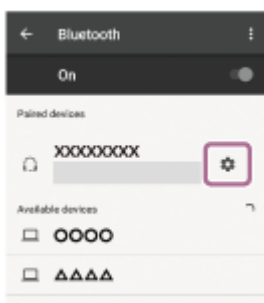 Bluetooth
On
Paired devices
XXXXXXXX
Available devices
OOOO
ΔΔΔΔ